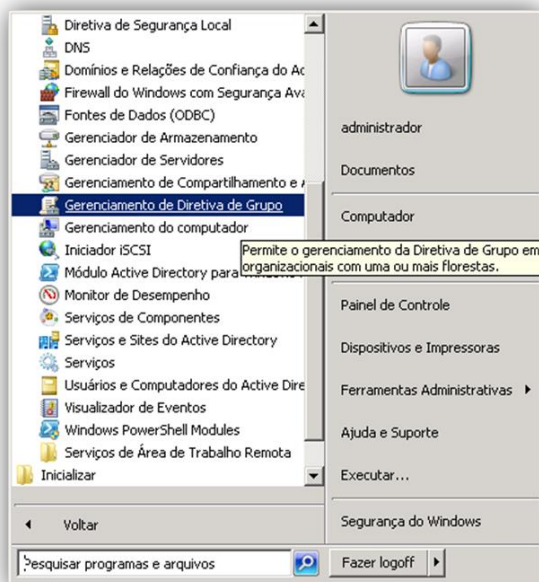 Diretiva de Segurança Local
DNS
Domínios e Relações de Confiança do Ac
Firewall do Windows com Segurança Ava
Fontes de Dados (ODBC)
Gerenciador de Armazenamento
Gerenciador de Servidores
Gerenciamento de Compartilhamento e
Gerenciamento de Diretiva de Grupo
Gerenciamento do computador
Iniciador iSCSI
Permite o gerenciamento da Diretiva de Grupo em
organizacionais com uma ou mais florestas.
Módulo Active Directory para
Monitor de Desempenho
Serviços de Componentes
Serviços e Sites do Active Directory
Serviços
Usuários e Computadores do Active Dire
Visualizador de Eventos
Windows PowerShell Modules
Serviços de Área de Trabalho Remota
Inicializar
Voltar
Pesquisar programas e arquivos
administrador
Documentos
Computador
Painel de Controle
Dispositivos e Impressoras
Ferramentas Administrativas
Ajuda e Suporte
Executar...
Segurança do Windows
Fazer logoff